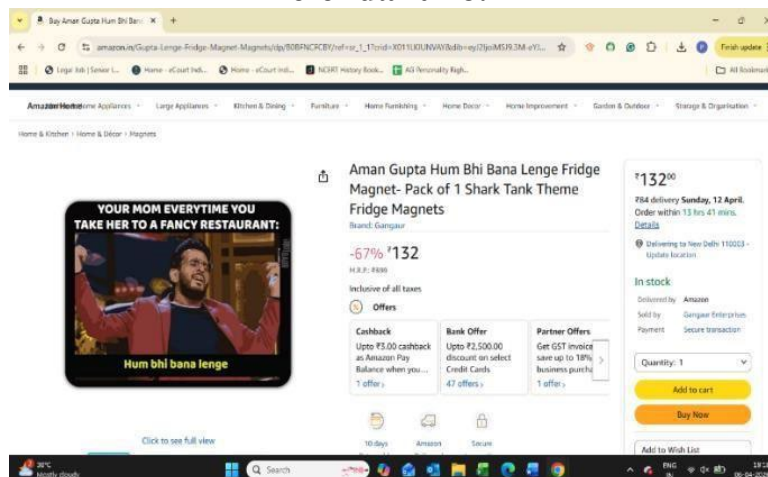 Buy Aman Gupta Hum Bhi Ban
amazon.in/Gupta-Lenge-Fridge-Magnet-Magnets/dp/
Finish update
Home - eCourt Indi...
Home - eCourt Indi...
NCERT History Book...
AG Personality Righ...
All Bookmar
Home Appliances
Large Appliances
Kitchen & Dining
Furniture
Home Furnishing
Home Decor
Home Improvement
Garden & Outdoor
Storage & Organisation
Home & Kitchen › Home & Décor › Magnets
YOUR MOM EVERYTIME YOU
TAKE HER TO A FANCY RESTAURANT:
Hum bhi bana lenge
Click to see full view
Aman Gupta Hum Bhi Bana Lenge Fridge
Magnet- Pack of 1 Shark Tank Theme
Fridge Magnets
Brand: Gangaur
-67% ₹132
Inclusive of all taxes
Offers
Cashback
Upto ₹3.00 cashback
as Amazon Pay
Balance when you...
1 offer ›
Bank Offer
Upto ₹2,500.00
discount on select
Credit Cards
47 offers ›
Partner Offers
Get GST invoice
save up to 18%
business purcha
1 offer ›
10 days
Amazon
Secure
₹132⁰⁰
₹84 delivery Sunday, 12 April.
Order within 13 hrs 41 mins.
Details
Delivering to New Delhi 110003 -
Update location
In stock
Delivered by Amazon
Sold by Gangaur Enterprises
Payment Secure transaction
Quantity: 1
Add to cart
Buy Now
Add to Wish List
Mostly cloudy
Search
ENG